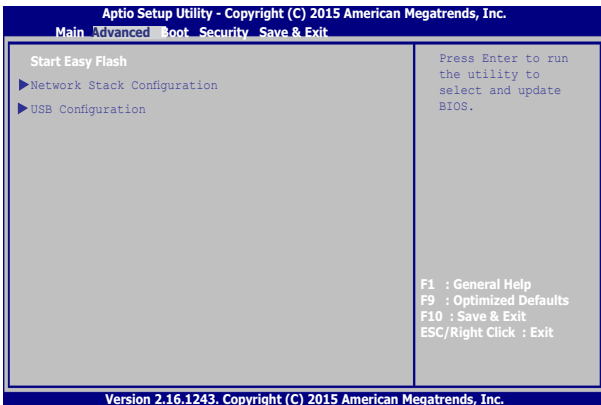 Aptio Setup Utility - Copyright (C) 2015 American Megatrends, Inc.
Main Advanced Boot Security Save & Exit
Start Easy Flash
Network Stack Configuration
USB Configuration
Press Enter to run
the utility to
select and update
BIOS.
F1 : General Help
F9 : Optimized Defaults
F10 : Save & Exit
ESC/Right Click : Exit
Version 2.16.1243. Copyright (C) 2015 American Megatrends, Inc.